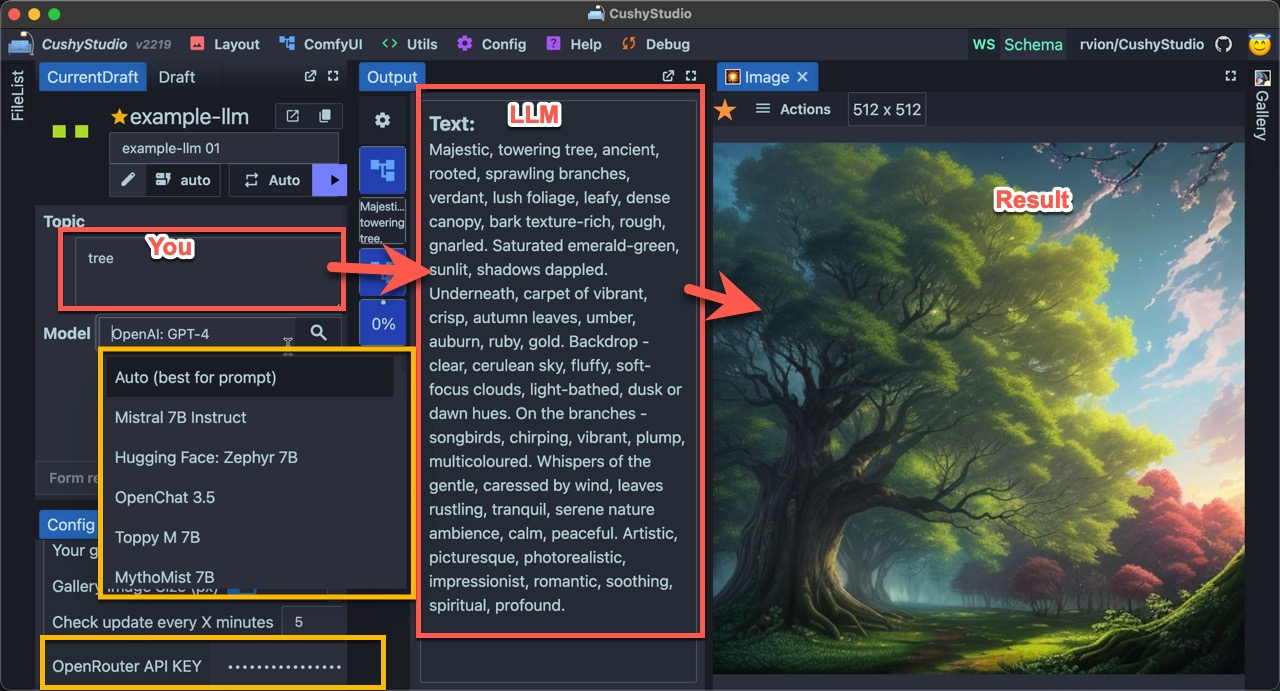 CushyStudio
CushyStudio v2219 Layout ComfyUI Utils Config Help Debug WS Schema rvion/CushyStudio
FileList
CurrentDraft Draft
example-llm
example-llm 01
auto Auto
Topic
You
tree
Model OpenAI: GPT-4
Auto (best for prompt)
Mistral 7B Instruct
Hugging Face: Zephyr 7B
OpenChat 3.5
Toppy M 7B
MythoMist 7B
Form re
Config
Your g
Gallery Image Size (px)
Check update every X minutes 5
OpenRouter API KEY ················
Output
Majesti...
towering
tree,
0%
LLM
Text:
Majestic, towering tree, ancient,
rooted, sprawling branches,
verdant, lush foliage, leafy, dense
canopy, bark texture-rich, rough,
gnarled. Saturated emerald-green,
sunlit, shadows dappled.
Underneath, carpet of vibrant,
crisp, autumn leaves, umber,
auburn, ruby, gold. Backdrop -
clear, cerulean sky, fluffy, soft-
focus clouds, light-bathed, dusk or
dawn hues. On the branches -
songbirds, chirping, vibrant, plump,
multicoloured. Whispers of the
gentle, caressed by wind, leaves
rustling, tranquil, serene nature
ambience, calm, peaceful. Artistic,
picturesque, photorealistic,
impressionist, romantic, soothing,
spiritual, profound.
Image
Actions 512 x 512
Result
Gallery